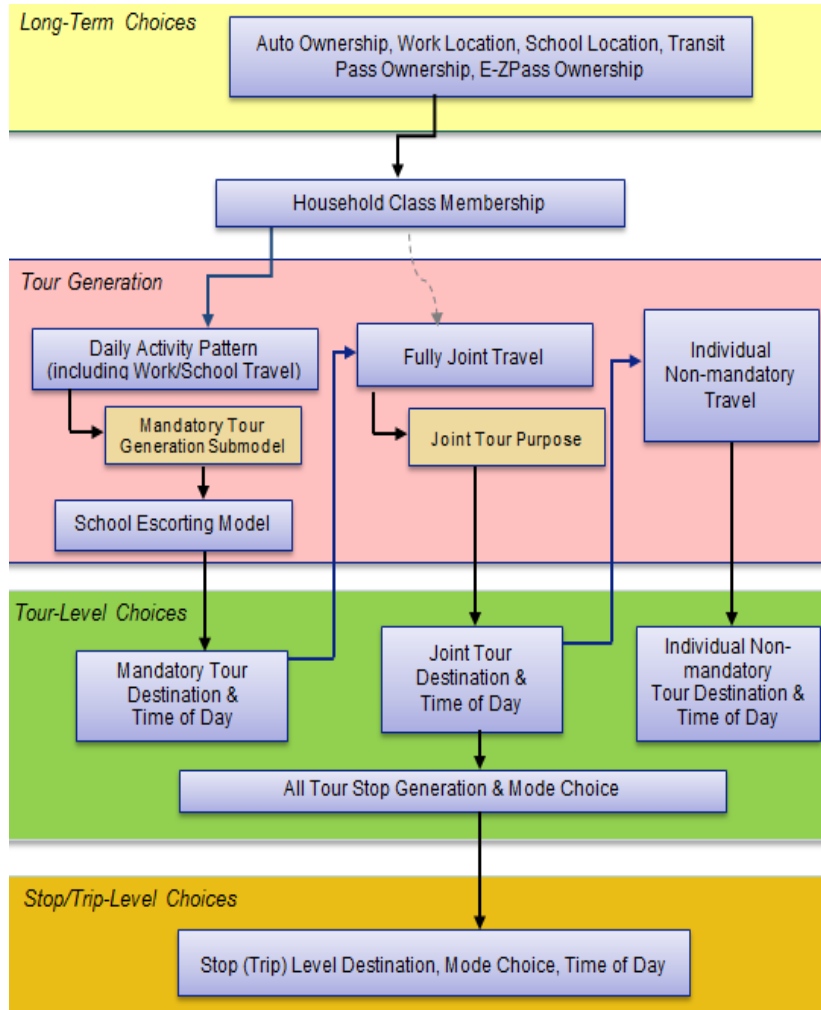 Long-Term Choices
Auto Ownership, Work Location, School Location, Transit
Pass Ownership, E-ZPass Ownership
Household Class Membership
Tour Generation
Daily Activity Pattern
(including Work/School Travel)
Mandatory Tour
Generation Submodel
School Escorting Model
Fully Joint Travel
Joint Tour Purpose
Individual
Non-mandatory
Travel
Tour-Level Choices
Mandatory Tour
Destination &
Time of Day
Joint Tour
Destination &
Time of Day
Individual Non-
mandatory
Tour Destination &
Time of Day
All Tour Stop Generation & Mode Choice
Stop/Trip-Level Choices
Stop (Trip) Level Destination, Mode Choice, Time of Day